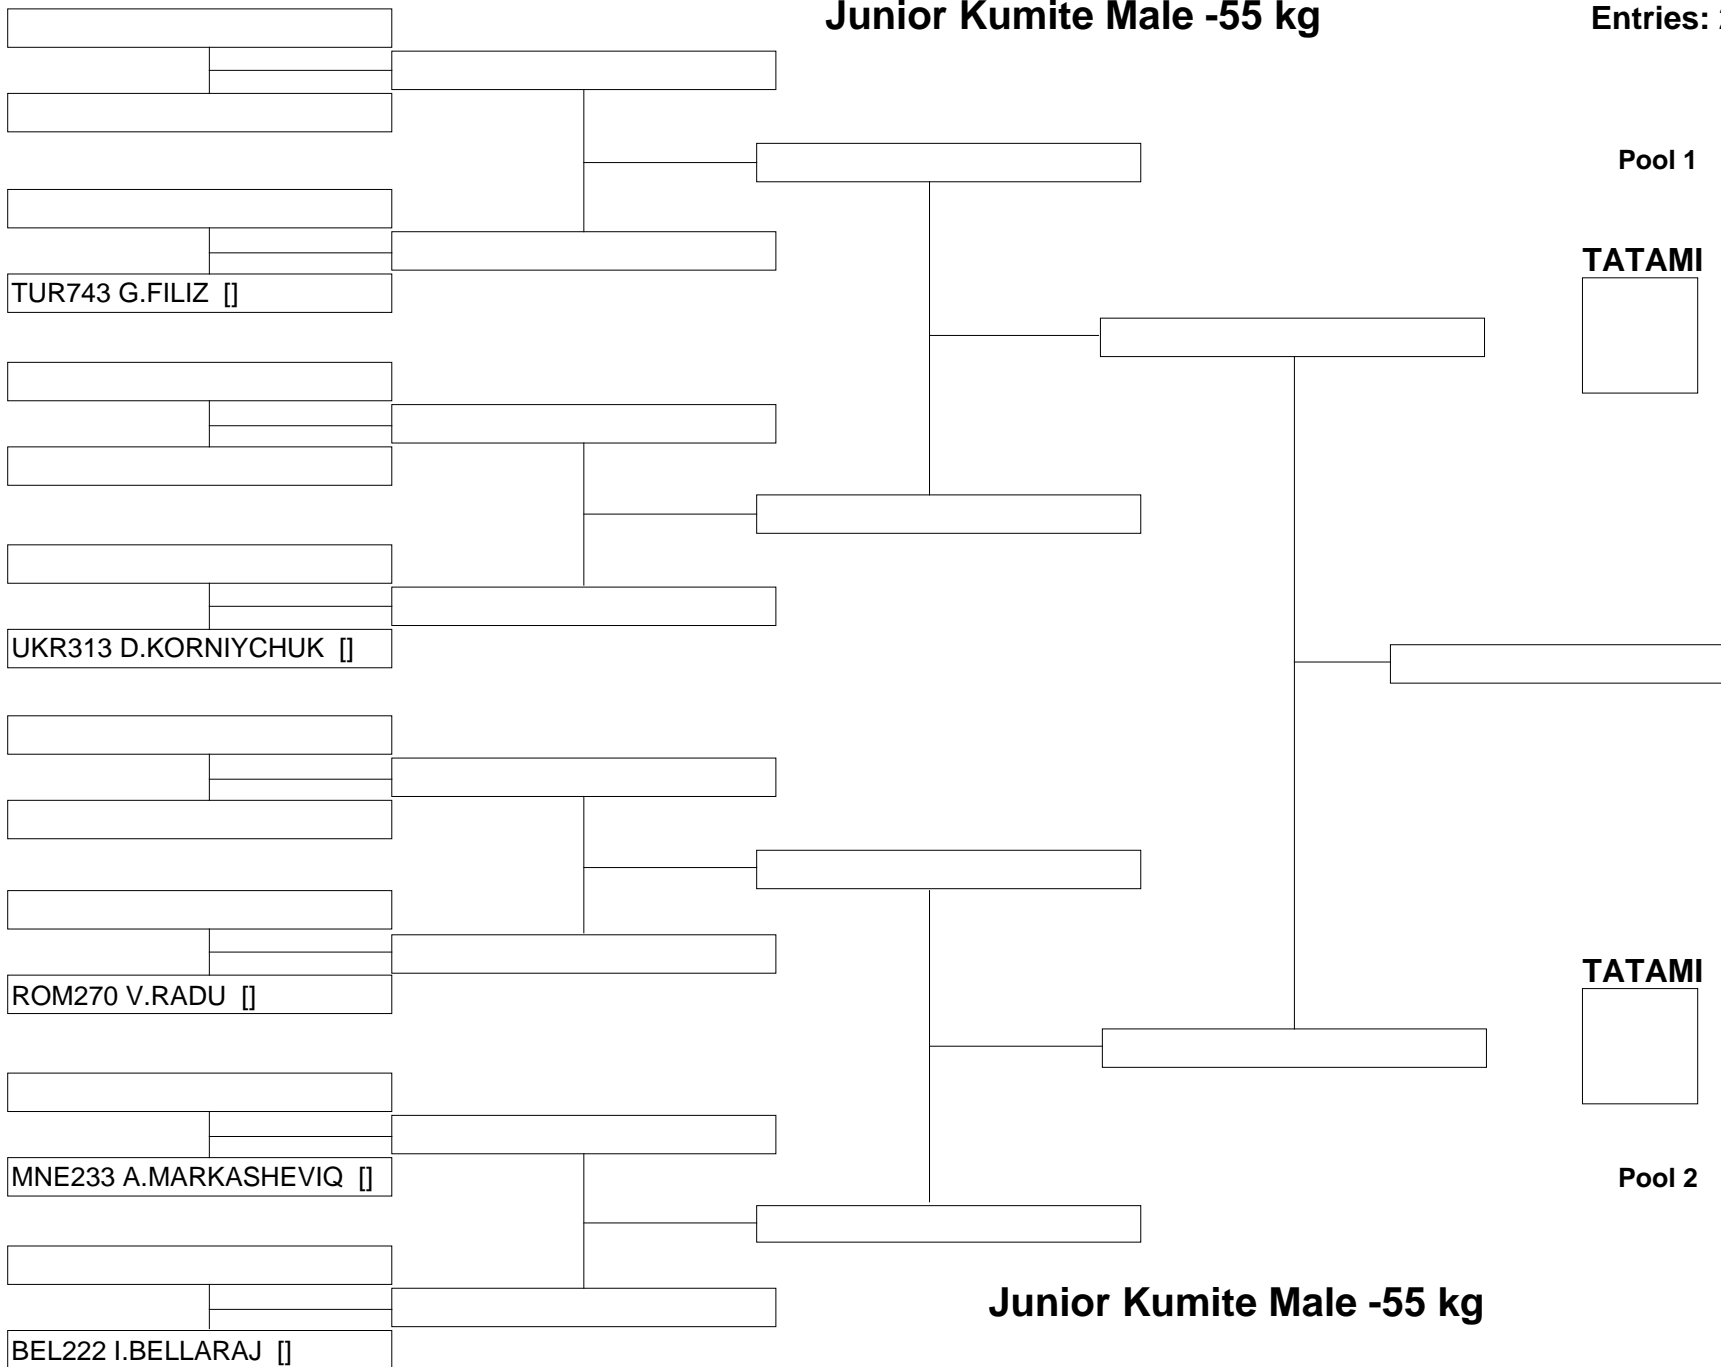 Junior Kumite Male -55 kg
Entries:
Pool 1
TATAMI
TUR743 G.FILIZ []
UKR313 D.KORNIYCHUK []
TATAMI
ROM270 V.RADU []
MNE233 A.MARKASHEVIQ []
Pool 2
Junior Kumite Male -55 kg
BEL222 I.BELLARAJ []